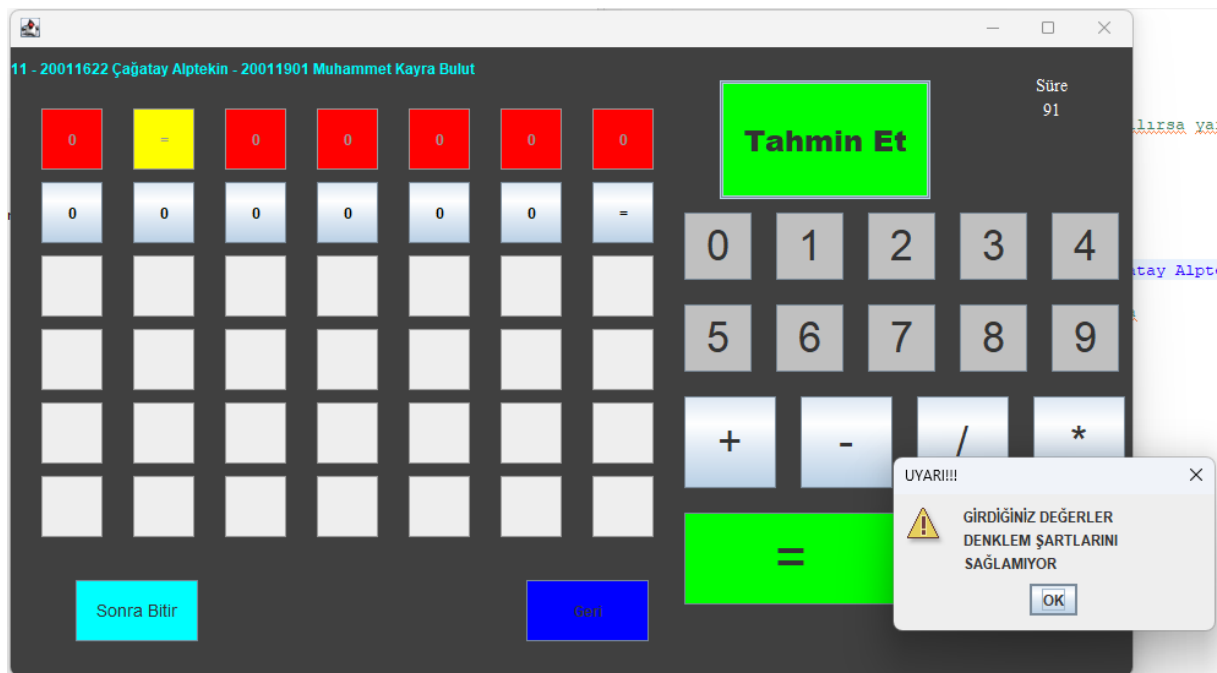 11 - 20011622 Çağatay Alptekin - 20011901 Muhammet Kayra Bulut
Süre
91
Tahmin Et
0 = 0 0 0 0 0
0 0 0 0 0 0 =
0 1 2 3 4
5 6 7 8 9
+ - / *
=
Sonra Bitir
Geri
UYARI!!!
GİRDİĞİNİZ DEĞERLER
DENKLEM ŞARTLARINI
SAĞLAMIYOR
OK